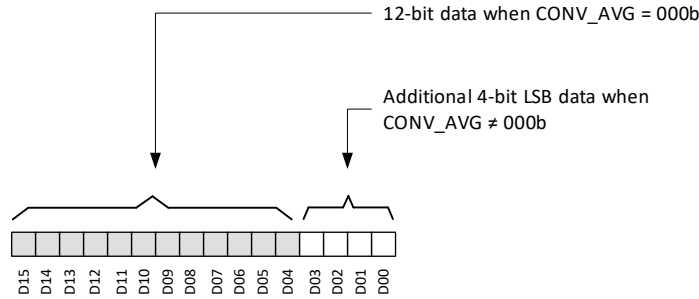 12-bit data when CONV_AVG = 000b
Additional 4-bit LSB data when
CONV_AVG ≠ 000b
D15 D14 D13 D12 D11 D10 D09 D08 D07 D06 D05 D04 D03 D02 D01 D00